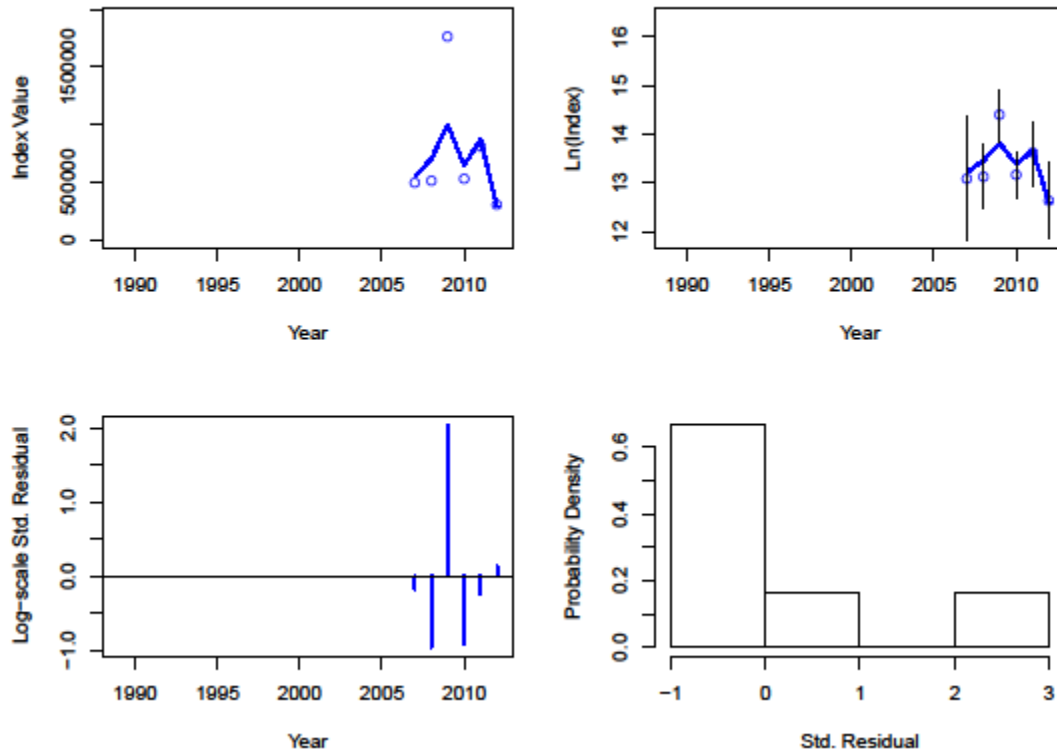 Index Value
0 500000 1500000
1990 1995 2000 2005 2010
Year
Ln(Index)
12 13 14 15 16
1990 1995 2000 2005 2010
Year
Log-scale Std. Residual
-1.0 0.0 1.0 2.0
1990 1995 2000 2005 2010
Year
Probability Density
0.0 0.2 0.4 0.6
-1 0 1 2 3
Std. Residual